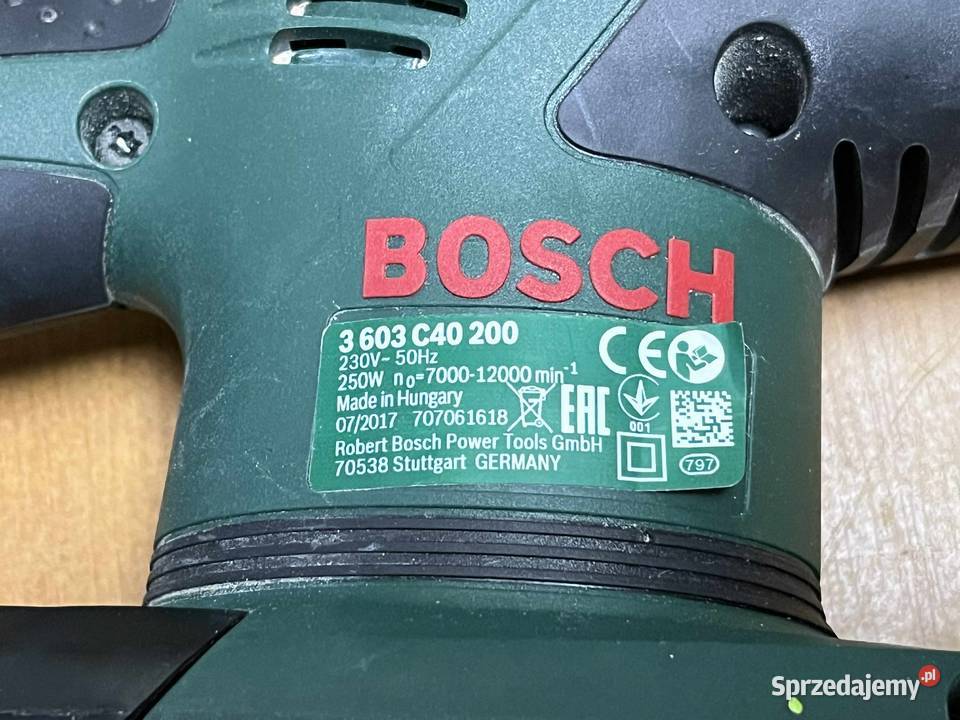 BOSCH
3 603 C40 200
230V~ 50Hz
250W n₀=7000-12000 min⁻¹
Made in Hungary
07/2017 707061618
Robert Bosch Power Tools GmbH
70538 Stuttgart GERMANY
CE
EAC
001
797
Sprzedajemy.pl